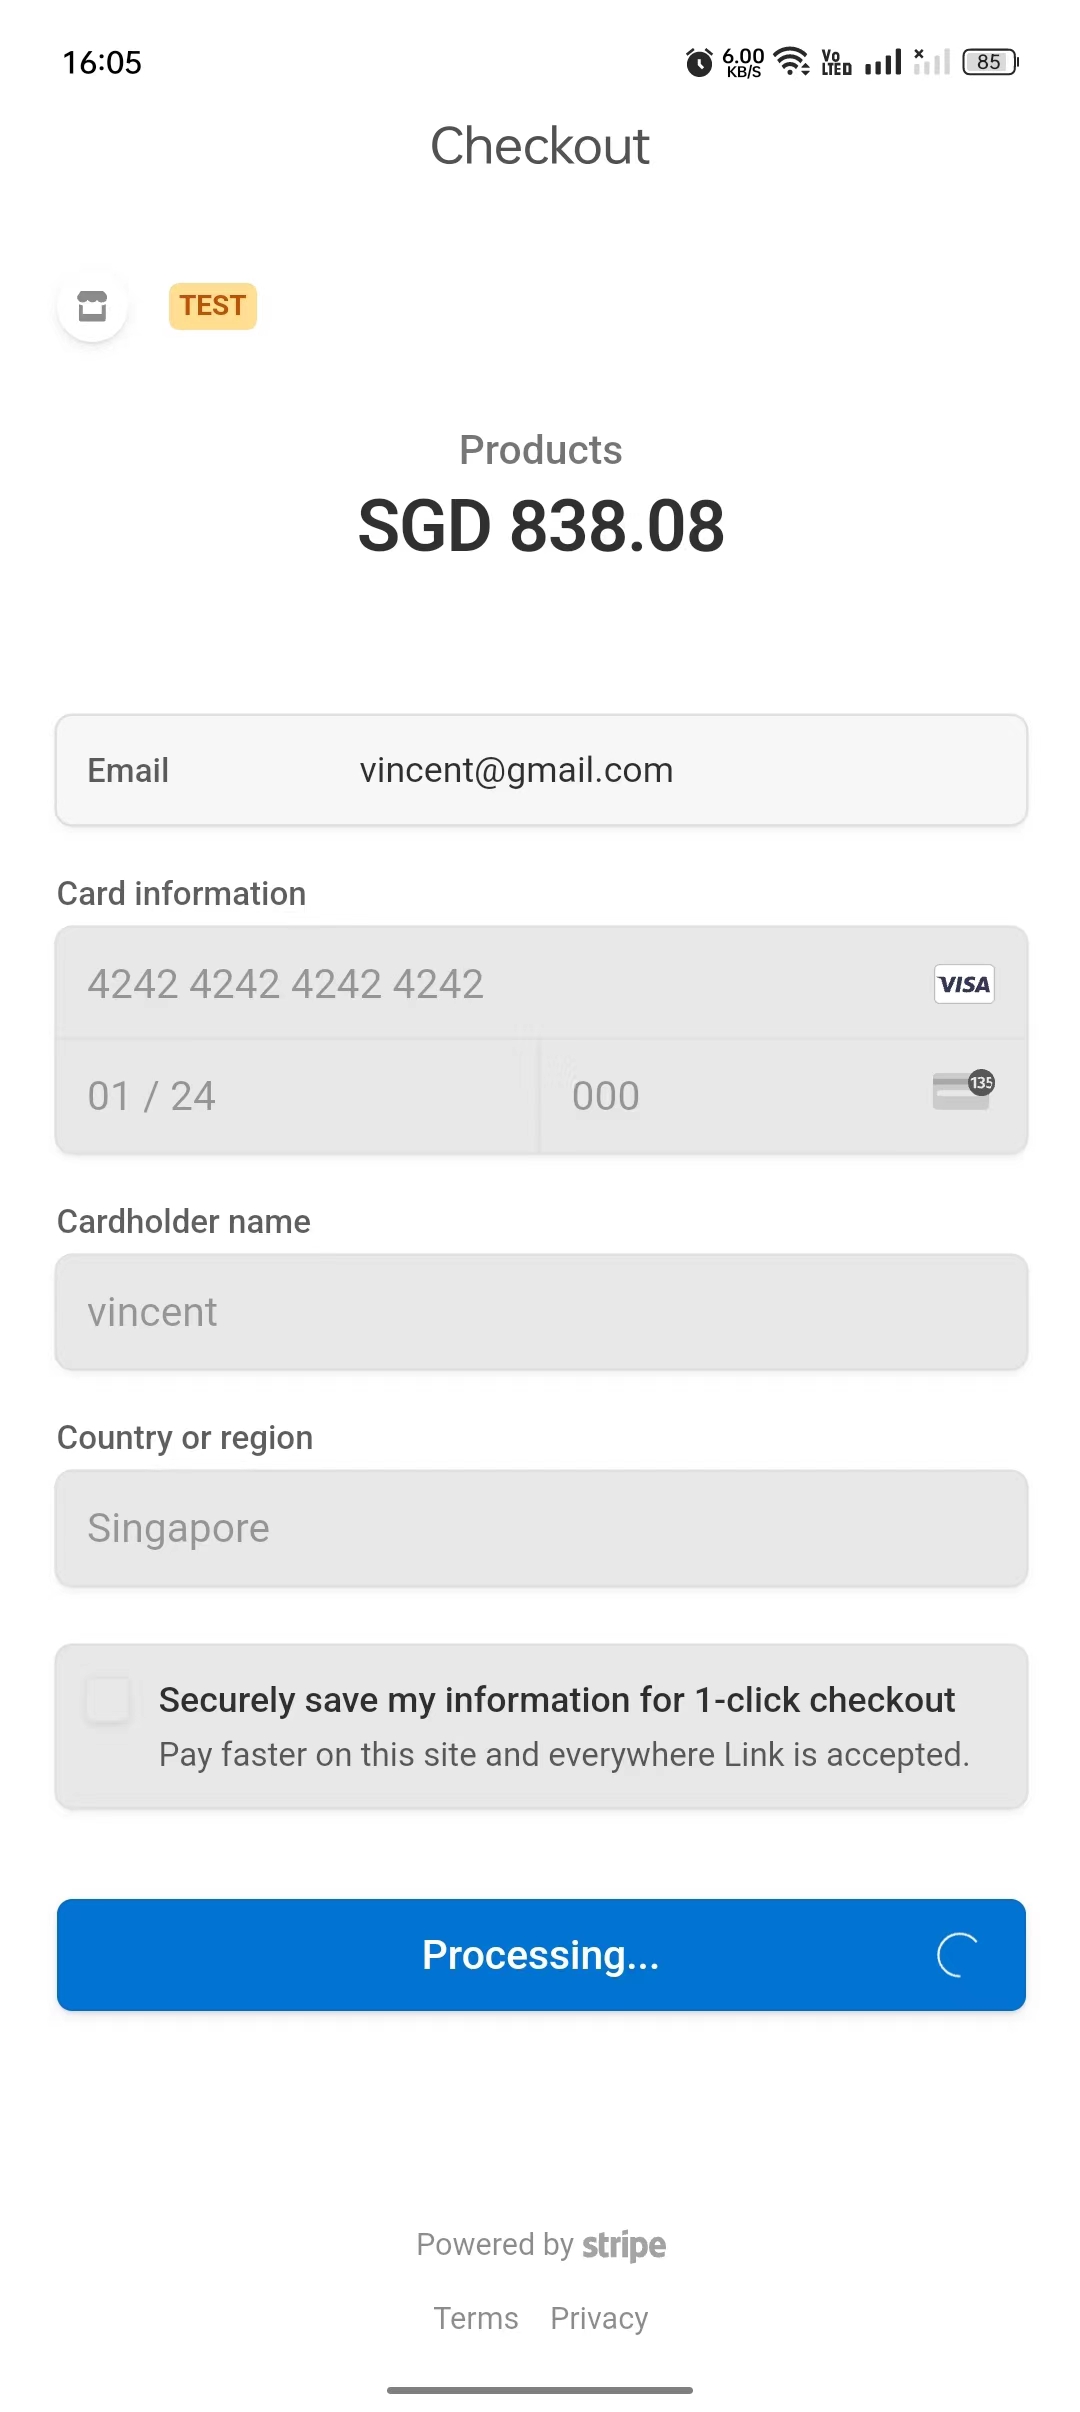 16:05
6.00 KB/S
Vo LTED
85
Checkout
TEST
Products
SGD 838.08
Email vincent@gmail.com
Card information
4242 4242 4242 4242 VISA
01 / 24 000 135
Cardholder name
vincent
Country or region
Singapore
Securely save my information for 1-click checkout
Pay faster on this site and everywhere Link is accepted.
Processing...
Powered by stripe
Terms Privacy